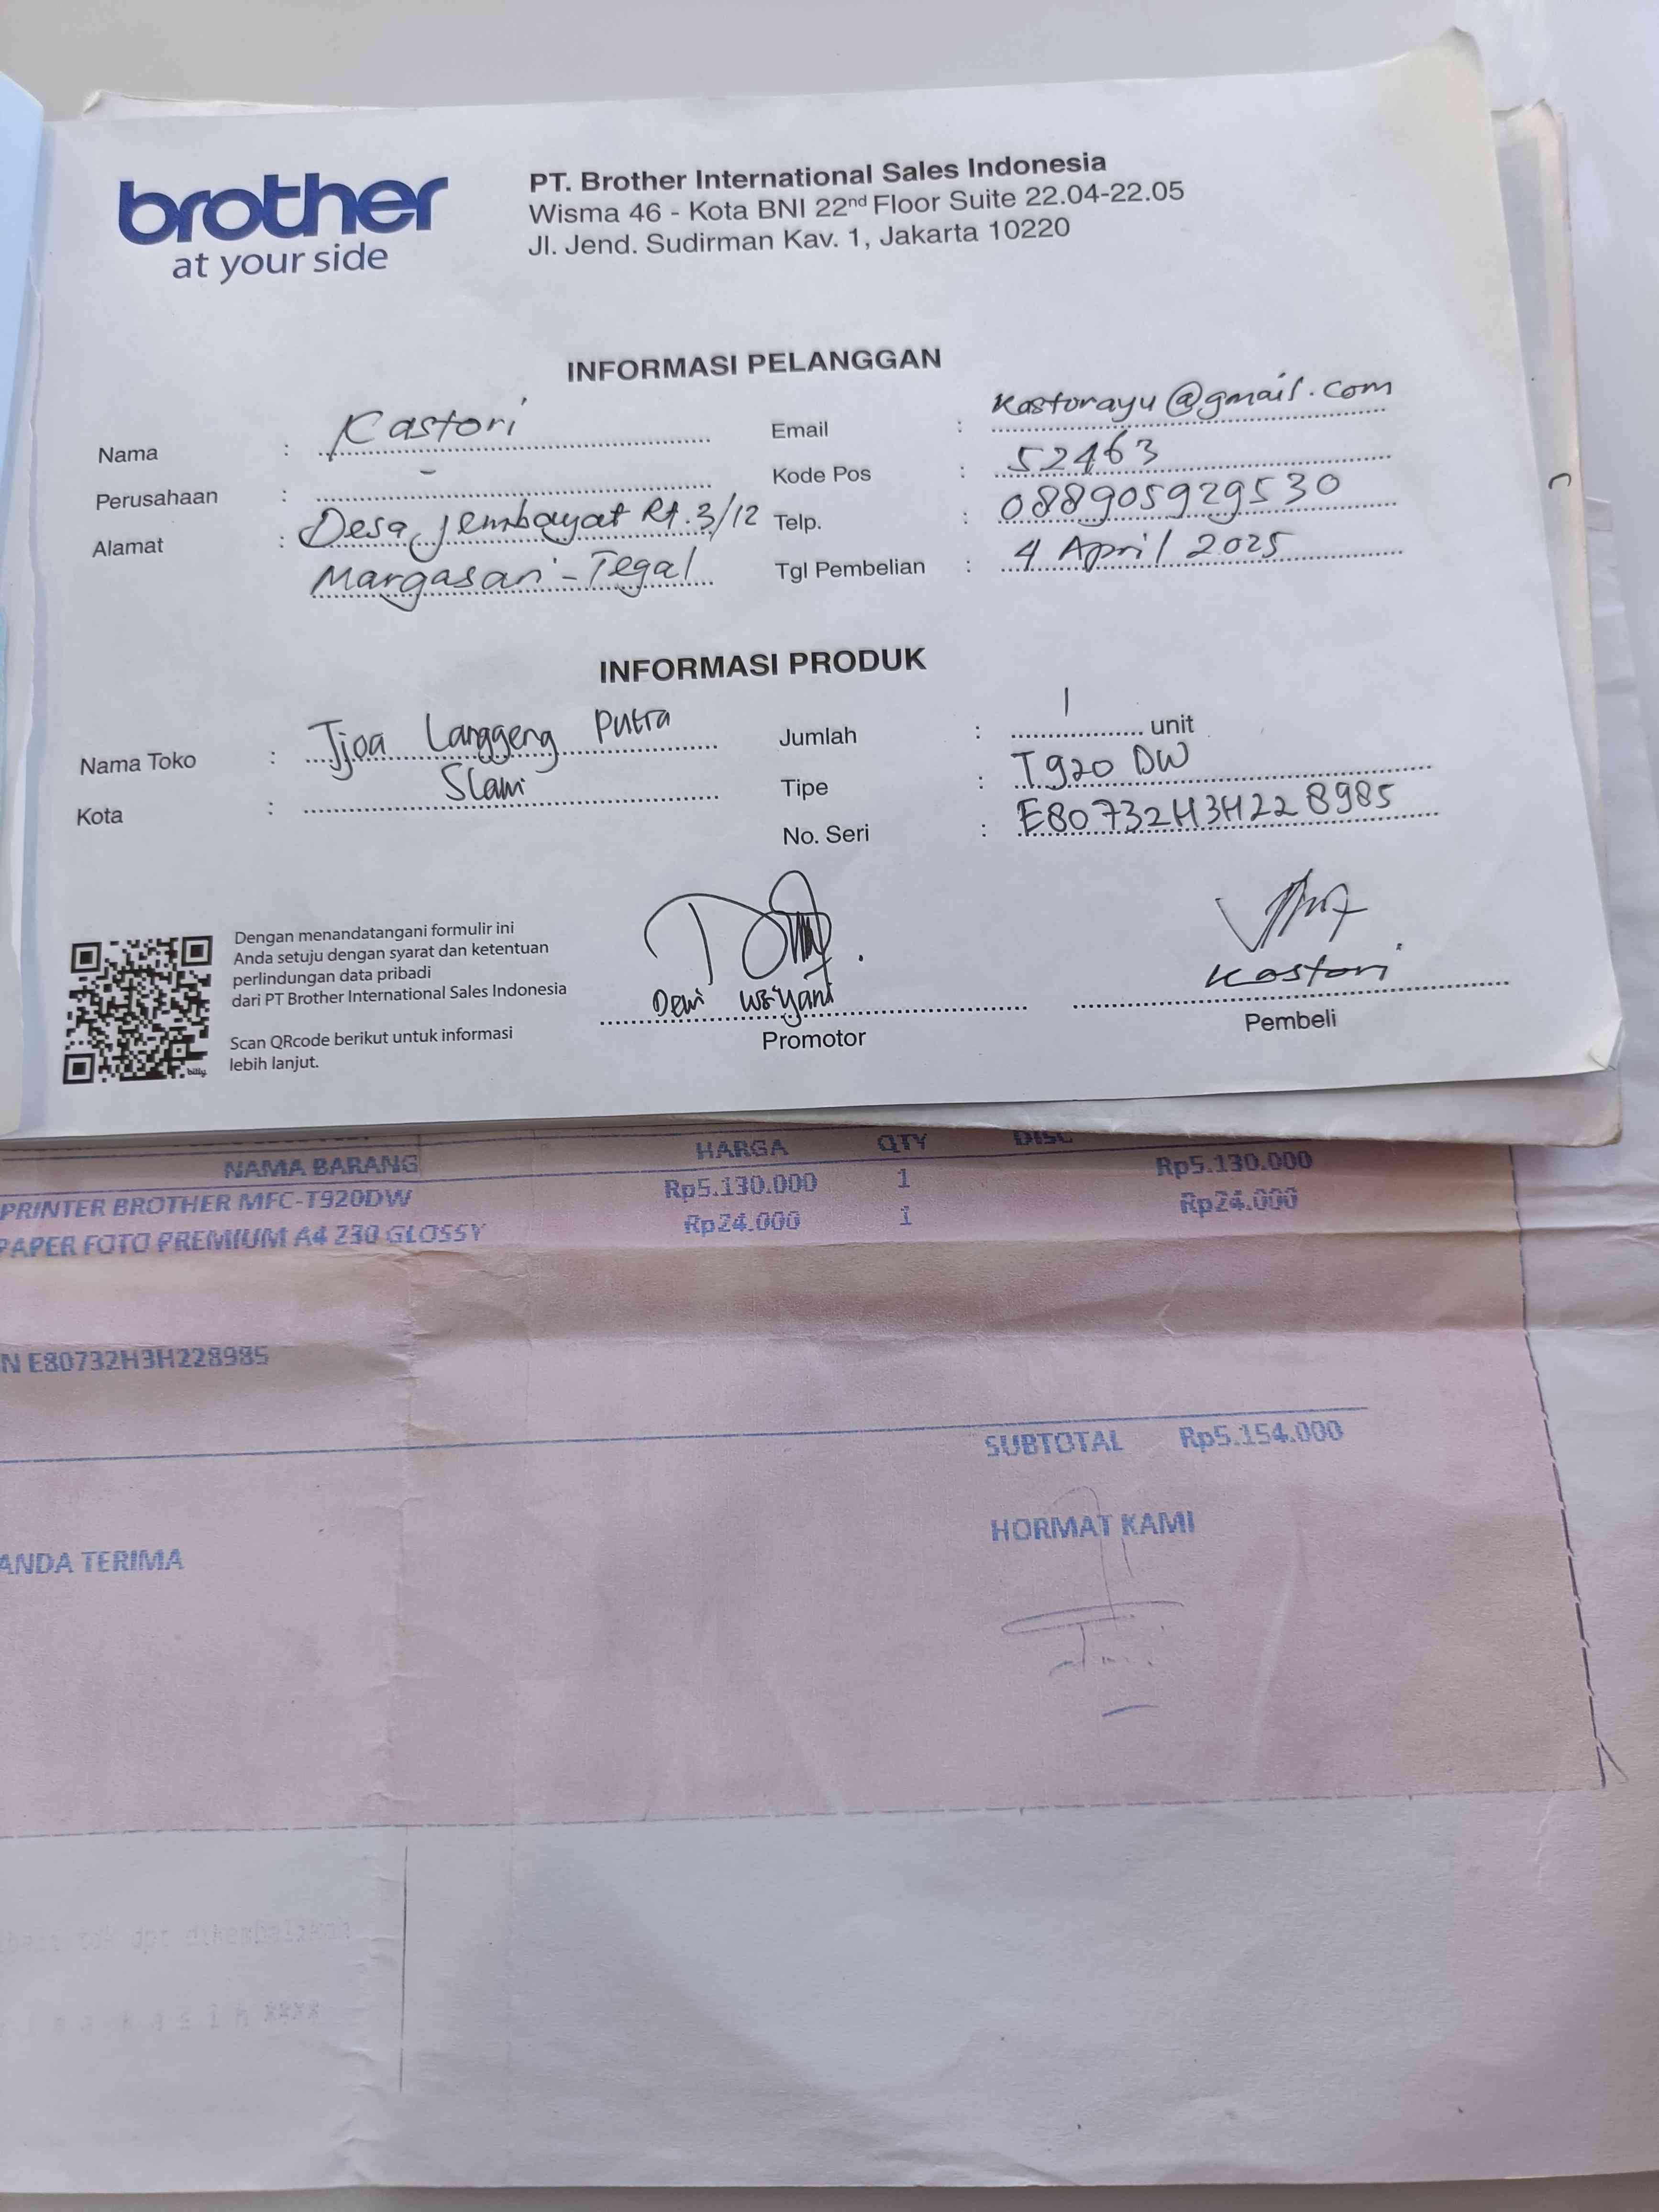 brother
at your side
PT. Brother International Sales Indonesia
Wisma 46 - Kota BNI 22nd Floor Suite 22.04-22.05
Jl. Jend. Sudirman Kav. 1, Jakarta 10220
INFORMASI PELANGGAN
Nama : Kastori
Perusahaan : -
Alamat : Desa Jembayat Rt. 3/12
Margasari - Tegal
Email : kastorayu@gmail.com
Kode Pos : 52463
Telp. : 088905929530
Tgl Pembelian : 4 April 2025
INFORMASI PRODUK
Nama Toko : Tjoa Langgeng Putra
Kota : Slawi
Jumlah : 1 unit
Tipe : T920 DW
No. Seri : E80732H3H228985
Dengan menandatangani formulir ini
Anda setuju dengan syarat dan ketentuan
perlindungan data pribadi
dari PT Brother International Sales Indonesia
Scan QRcode berikut untuk informasi
lebih lanjut.
bitly
Dewi
Promotor
Kastori
Pembeli
NAMA BARANG HARGA QTY DISC
PRINTER BROTHER MFC-T920DW Rp5.130.000 1 Rp5.130.000
PAPER FOTO PREMIUM A4 230 GLOSSY Rp24.000 1 Rp24.000
N E80732H3H228985
SUBTOTAL Rp5.154.000
ANDA TERIMA
HORMAT KAMI
tdk dpt dikembalikan
k a s i h ****